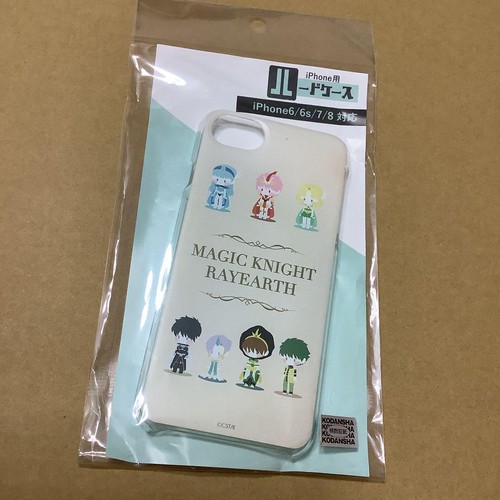 iPhone用
ハードケース
iPhone6/6s/7/8 対応
MAGIC KNIGHT
RAYEARTH
KODANSHA
KODANSHA